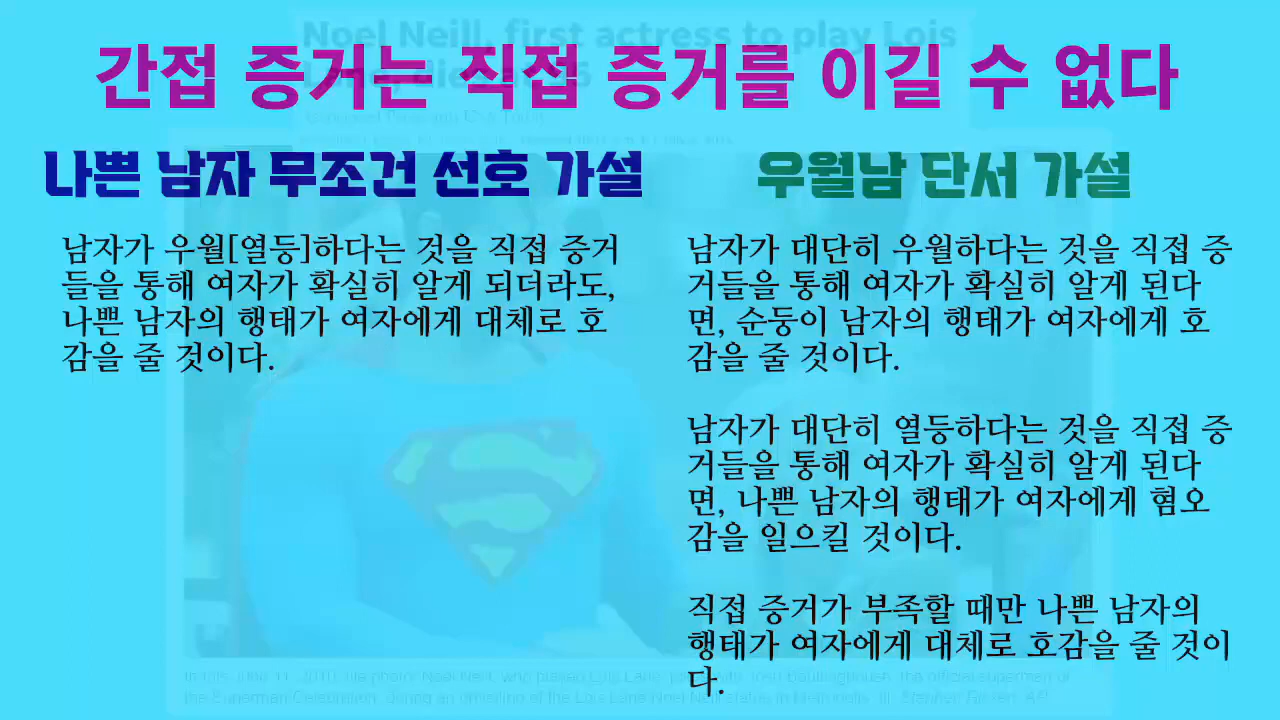 Noel Neill, first actress to play Lois
간접 증거는 직접 증거를 이길 수 없다
나쁜 남자 무조건 선호 가설
남자가 우월[열등]하다는 것을 직접 증거
들을 통해 여자가 확실히 알게 되더라도,
나쁜 남자의 행태가 여자에게 대체로 호
감을 줄 것이다.
우월남 단서 가설
남자가 대단히 우월하다는 것을 직접 증
거들을 통해 여자가 확실히 알게 된다
면, 순둥이 남자의 행태가 여자에게 호
감을 줄 것이다.
남자가 대단히 열등하다는 것을 직접 증
거들을 통해 여자가 확실히 알게 된다
면, 나쁜 남자의 행태가 여자에게 혐오
감을 일으킬 것이다.
직접 증거가 부족할 때만 나쁜 남자의
행태가 여자에게 대체로 호감을 줄 것이
다.